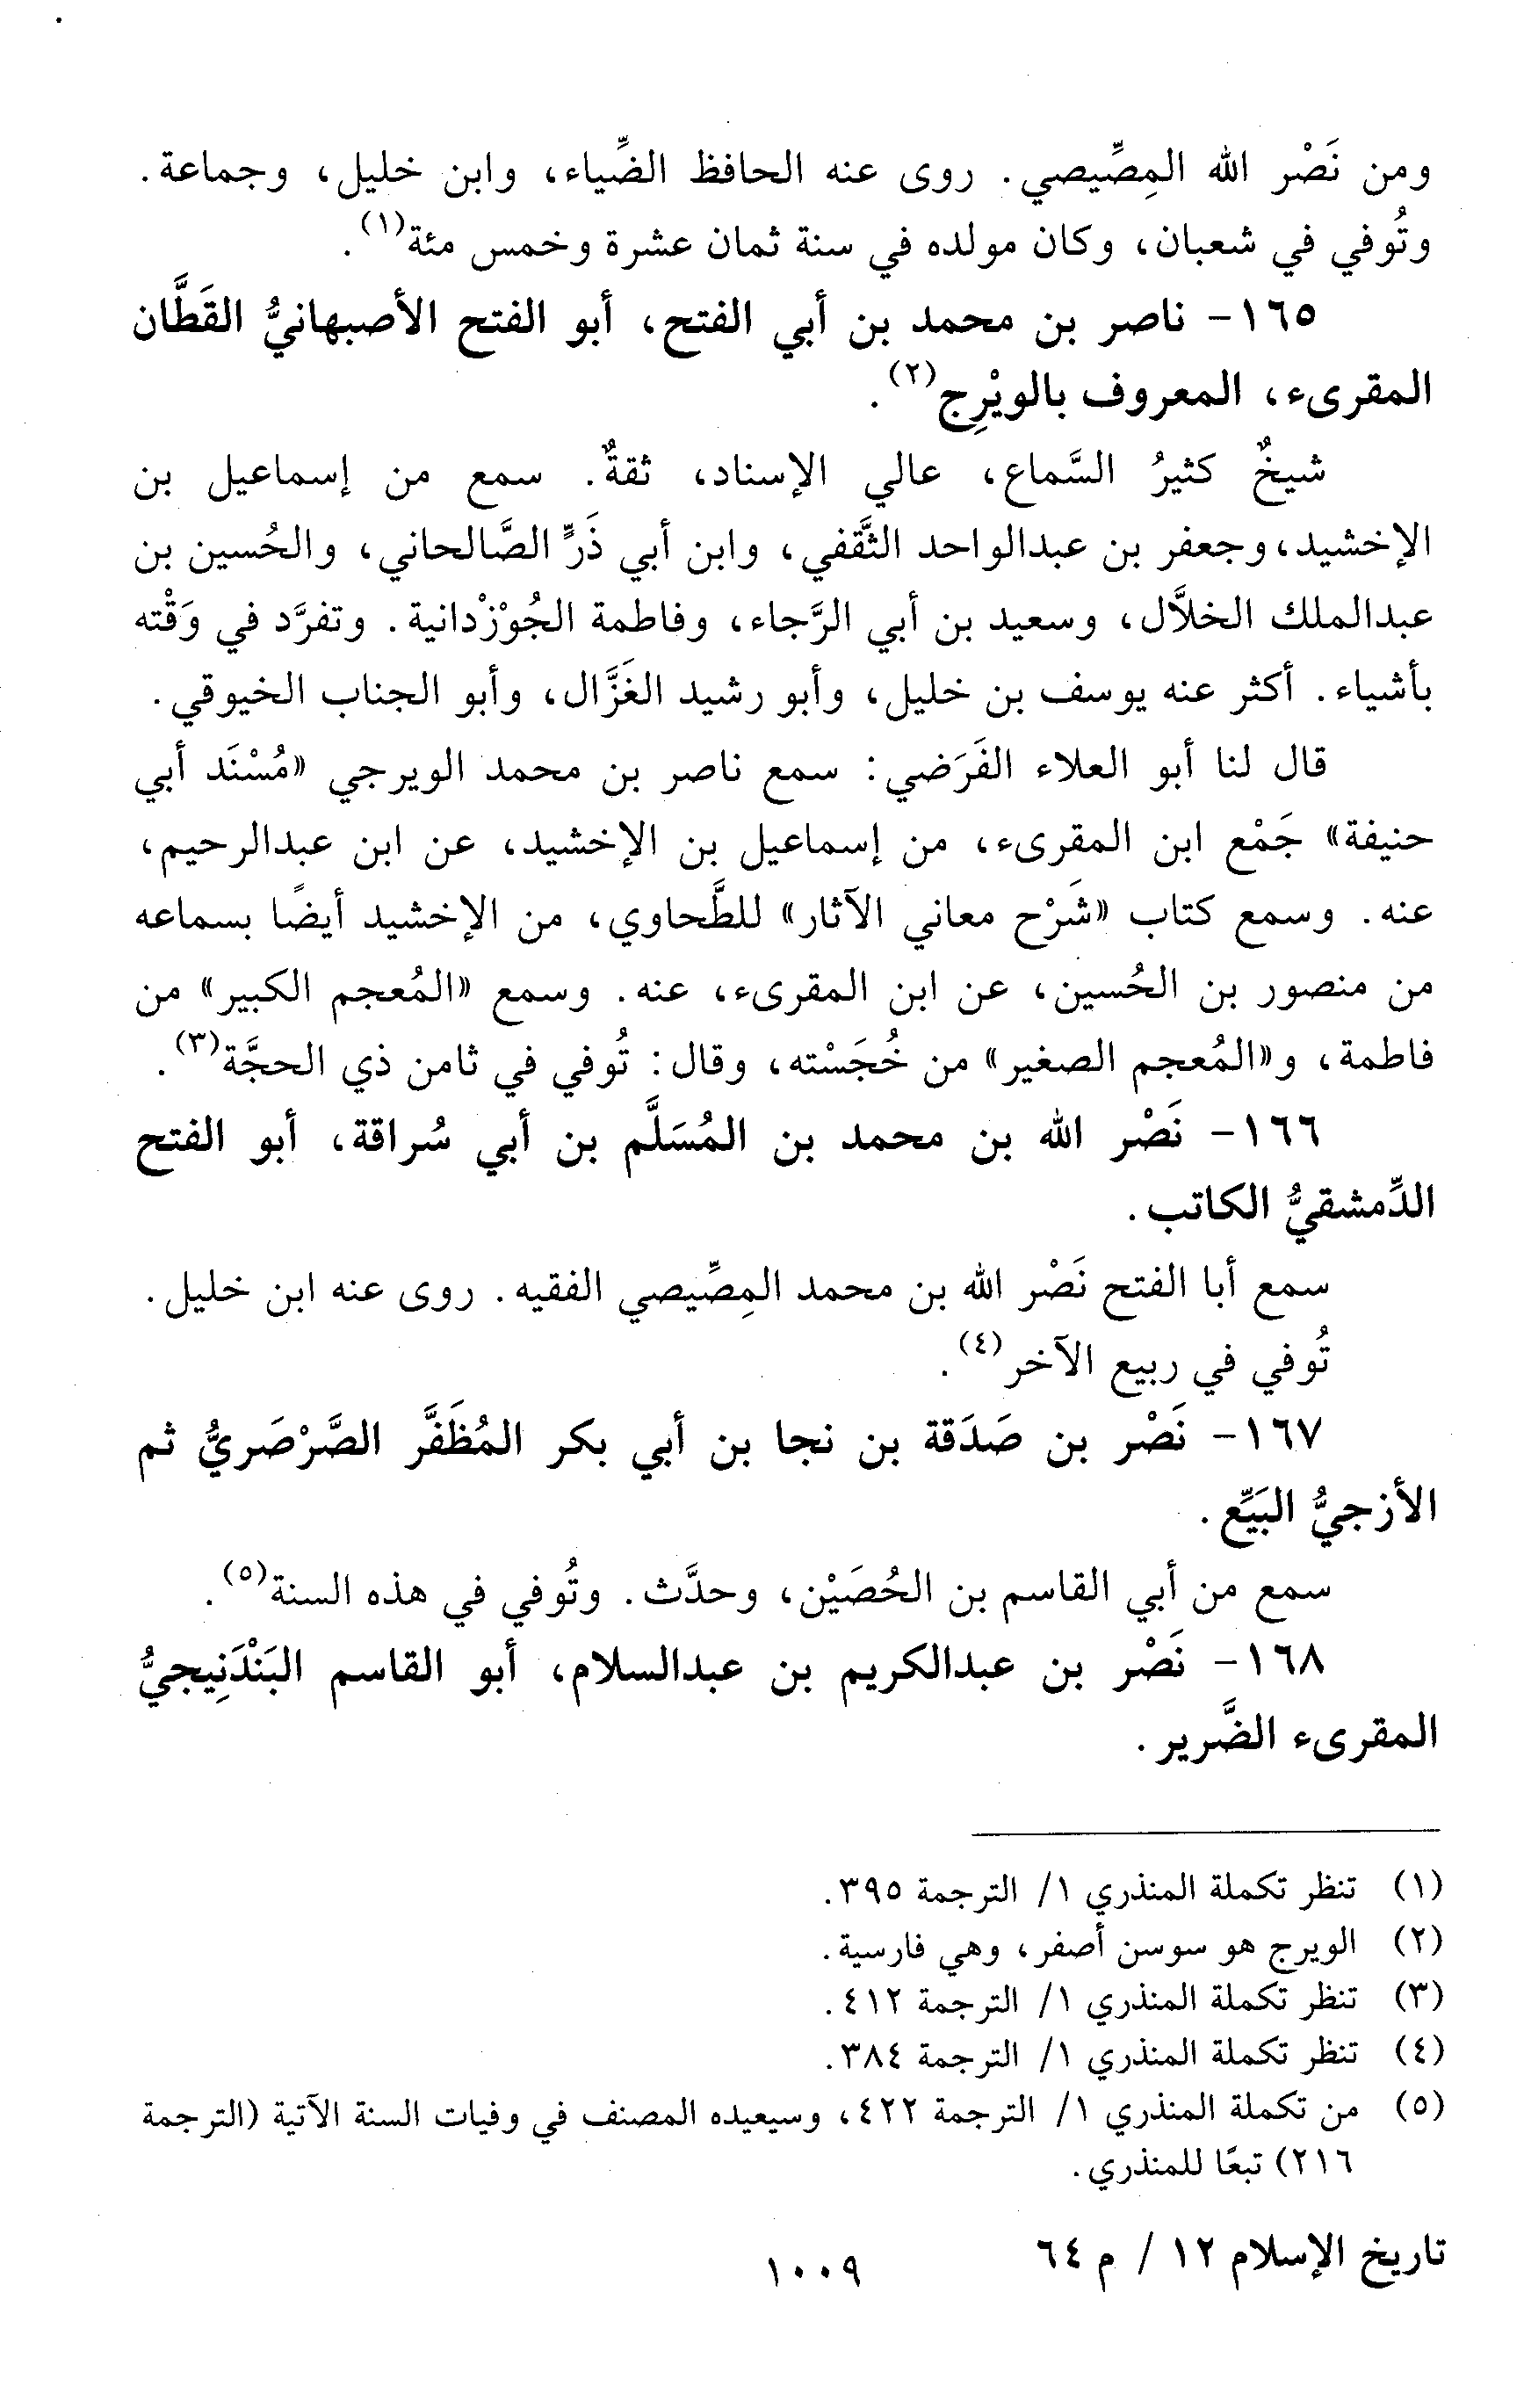 ومن نَصْر الله المِصِّيصي. روى عنه الحافظ الضِّياء، وابن خليل، وجماعة.
وتُوفي في شعبان، وكان مولده في سنة ثمان عشرة وخمس مئة(١).
١٦٥- ناصر بن محمد بن أبي الفتح، أبو الفتح الأصبهانيُّ القَطَّان
المقرىء، المعروف بالويْرِج(٢).
شيخٌ كثيرُ السَّماع، عالي الإسناد، ثقةٌ. سمع من إسماعيل بن
الإخشيد، وجعفر بن عبدالواحد الثَّقفي، وابن أبي ذَرٍّ الصَّالحاني، والحُسين بن
عبدالملك الخلاَّل، وسعيد بن أبي الرَّجاء، وفاطمة الجُوْزْدانية. وتفرَّد في وَقْته
بأشياء. أكثر عنه يوسف بن خليل، وأبو رشيد الغَزَّال، وأبو الجناب الخيوقي.
قال لنا أبو العلاء الفَرَضي: سمع ناصر بن محمد الويرجي «مُسْنَد أبي
حنيفة» جَمْع ابن المقرىء، من إسماعيل بن الإخشيد، عن ابن عبدالرحيم،
عنه. وسمع كتاب «شَرْح معاني الآثار» للطَّحاوي، من الإخشيد أيضًا بسماعه
من منصور بن الحُسين، عن ابن المقرىء، عنه. وسمع «المُعجم الكبير» من
فاطمة، و«المُعجم الصغير» من خُجَسْته، وقال: تُوفي في ثامن ذي الحجَّة(٣).
١٦٦- نَصْر الله بن محمد بن المُسَلَّم بن أبي سُراقة، أبو الفتح
الدِّمشقيُّ الكاتب.
سمع أبا الفتح نَصْر الله بن محمد المِصِّيصي الفقيه. روى عنه ابن خليل.
تُوفي في ربيع الآخر(٤).
١٦٧- نَصْر بن صَدَقة بن نجا بن أبي بكر المُظَفَّر الصَّرْصَريُّ ثم
الأزجيُّ البَيِّع.
سمع من أبي القاسم بن الحُصَيْن، وحدَّث. وتُوفي في هذه السنة(٥).
١٦٨- نَصْر بن عبدالكريم بن عبدالسلام، أبو القاسم البَنْدَنِيجيُّ
المقرىء الضَّرير.
(١) تنظر تكملة المنذري ١/ الترجمة ٣٩٥.
(٢) الويرج هو سوسن أصفر، وهي فارسية.
(٣) تنظر تكملة المنذري ١/ الترجمة ٤١٢.
(٤) تنظر تكملة المنذري ١/ الترجمة ٣٨٤.
(٥) من تكملة المنذري ١/ الترجمة ٤٢٢، وسيعيده المصنف في وفيات السنة الآتية (الترجمة
٢١٦) تبعًا للمنذري.
تاريخ الإسلام ١٢ / م ٦٤
١٠٠٩